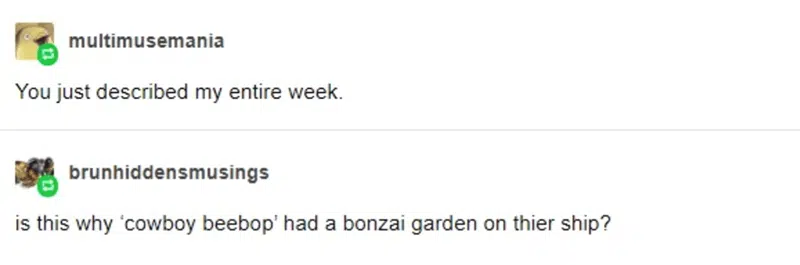 multimusemania
You just described my entire week.
brunhiddensmusings
is this why ‘cowboy beebop’ had a bonzai garden on thier ship?